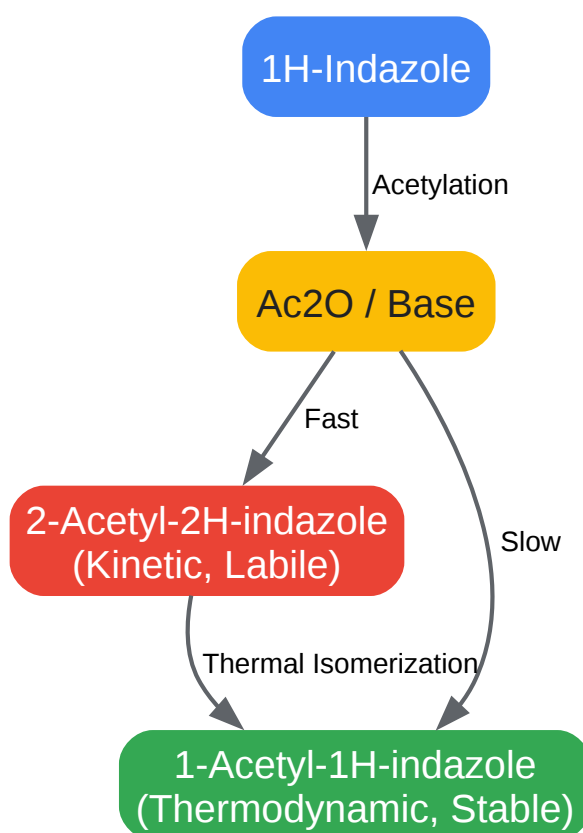 1H-Indazole
Acetylation
Ac2O / Base
Fast
2-Acetyl-2H-indazole
(Kinetic, Labile)
Slow
Thermal Isomerization
1-Acetyl-1H-indazole
(Thermodynamic, Stable)